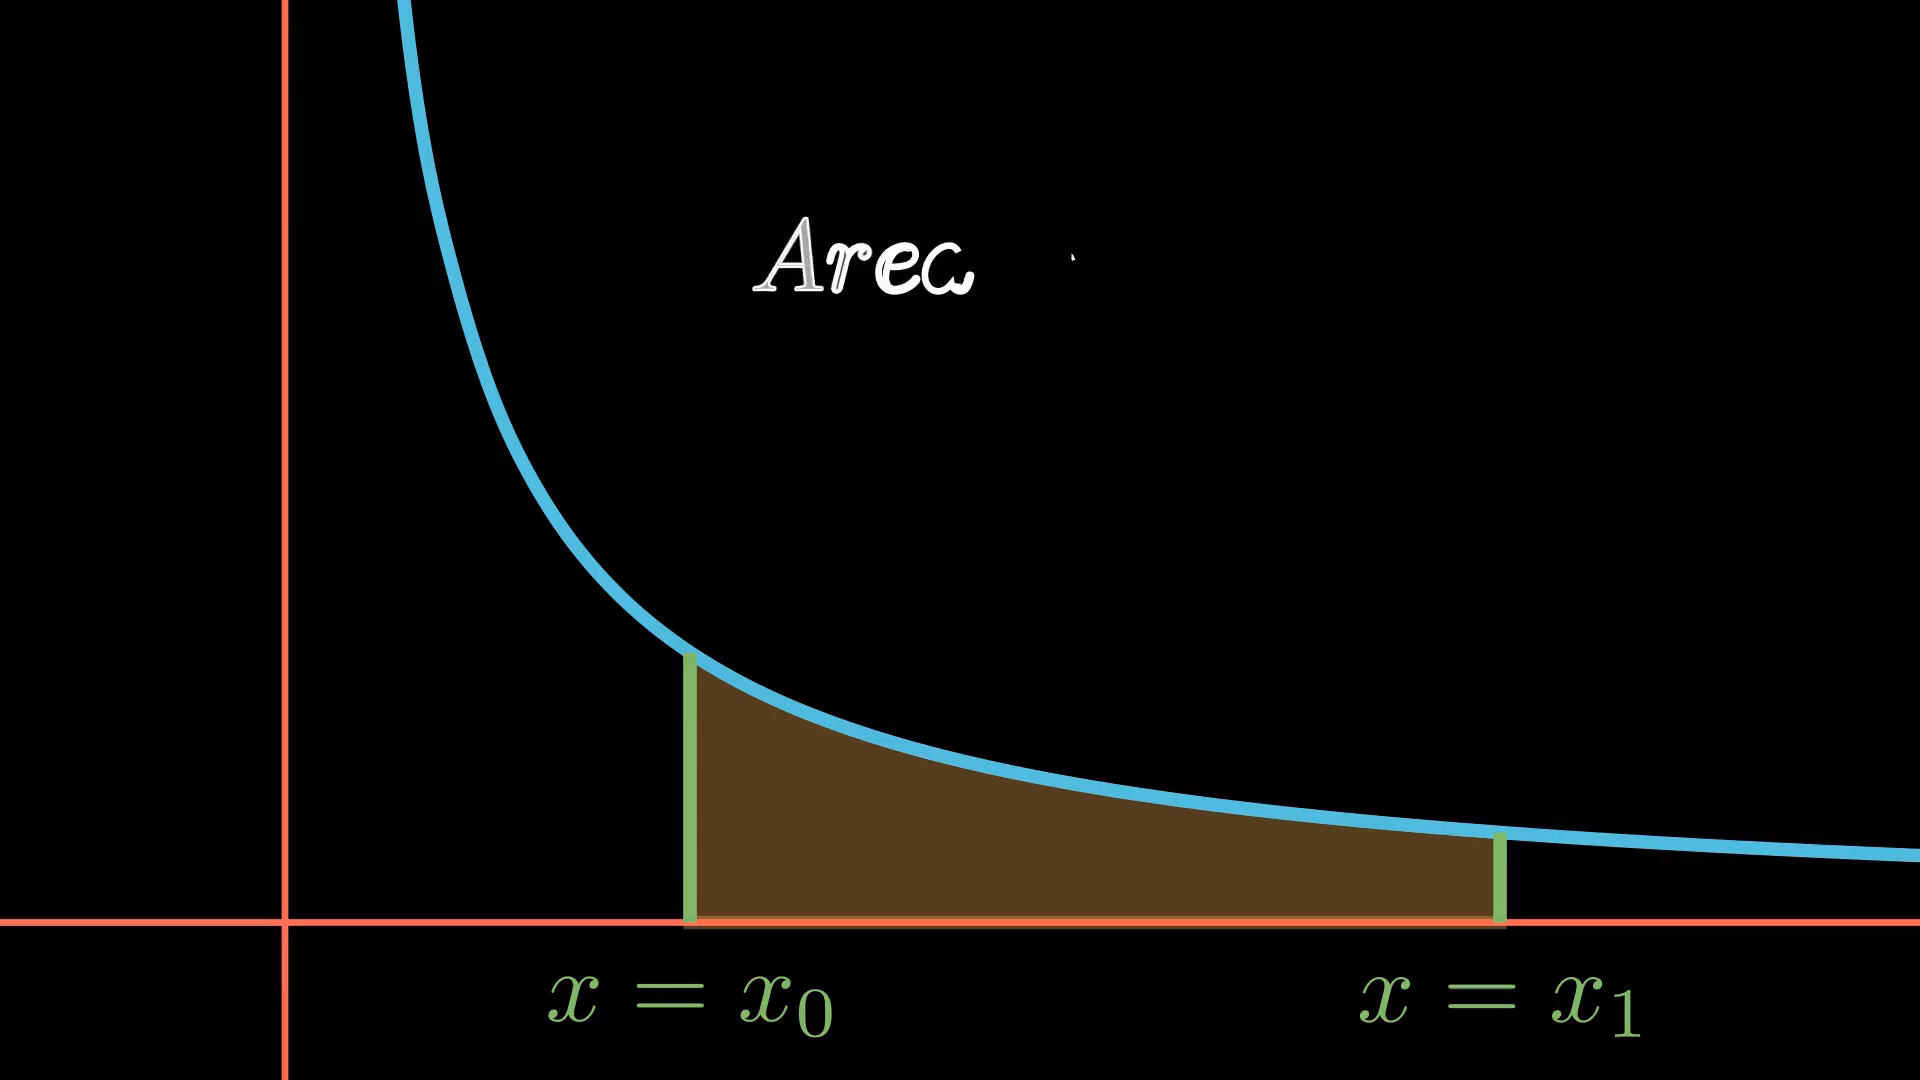 Area
x = x₀
x = x₁